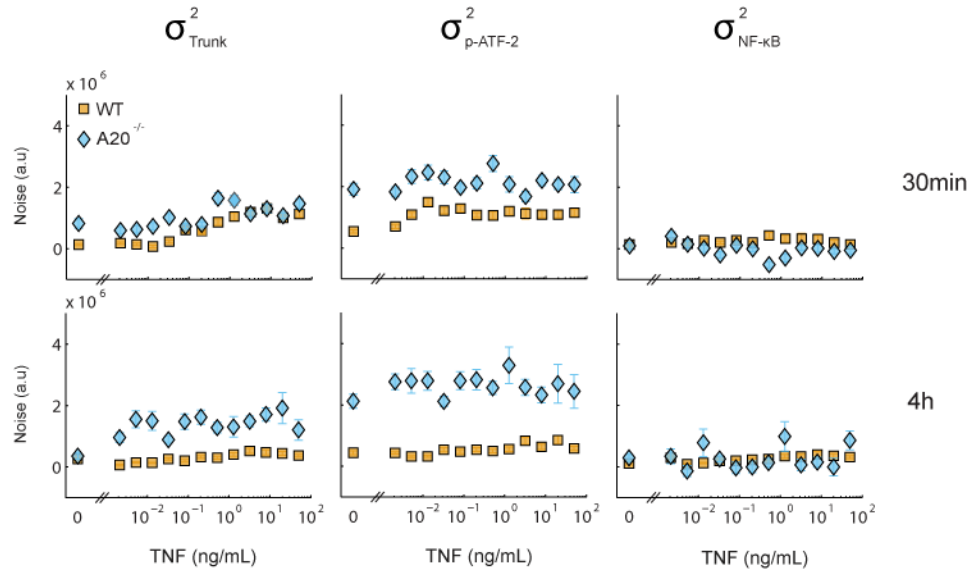 σ²Trunk σ²p-ATF-2 σ²NF-κB
x 10⁶
WT
A20⁻/⁻
4
2
0
Noise (a.u)
30min
x 10⁶
4
2
0
Noise (a.u)
4h
0 10⁻² 10⁻¹ 10⁰ 10¹ 10² 0 10⁻² 10⁻¹ 10⁰ 10¹ 10² 0 10⁻² 10⁻¹ 10⁰ 10¹ 10²
TNF (ng/mL) TNF (ng/mL) TNF (ng/mL)